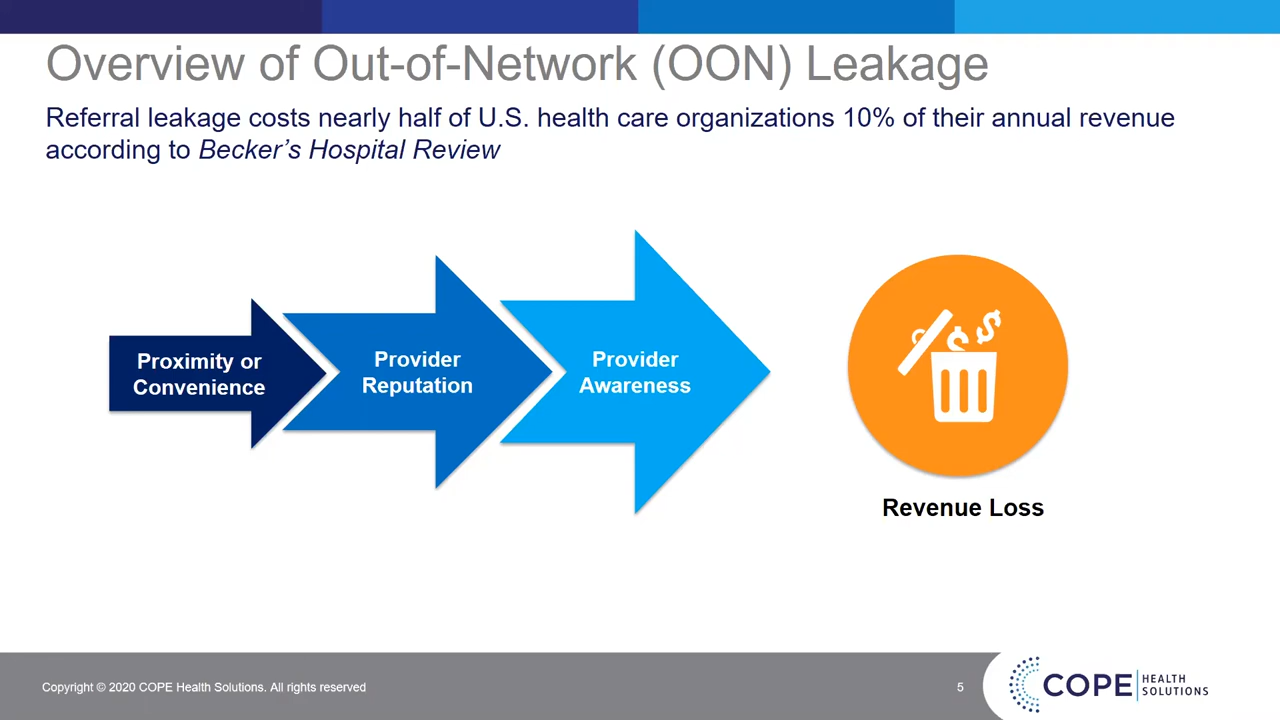 Overview of Out-of-Network (OON) Leakage
Referral leakage costs nearly half of U.S. health care organizations 10% of their annual revenue
according to Becker's Hospital Review
Proximity or
Convenience
Provider
Reputation
Provider
Awareness
$ $
Revenue Loss
Copyright © 2020 COPE Health Solutions. All rights reserved
5
COPE
HEALTH
SOLUTIONS